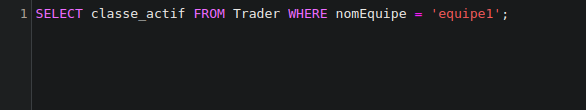 1 SELECT classe_actif FROM Trader WHERE nomEquipe = 'equipe1';